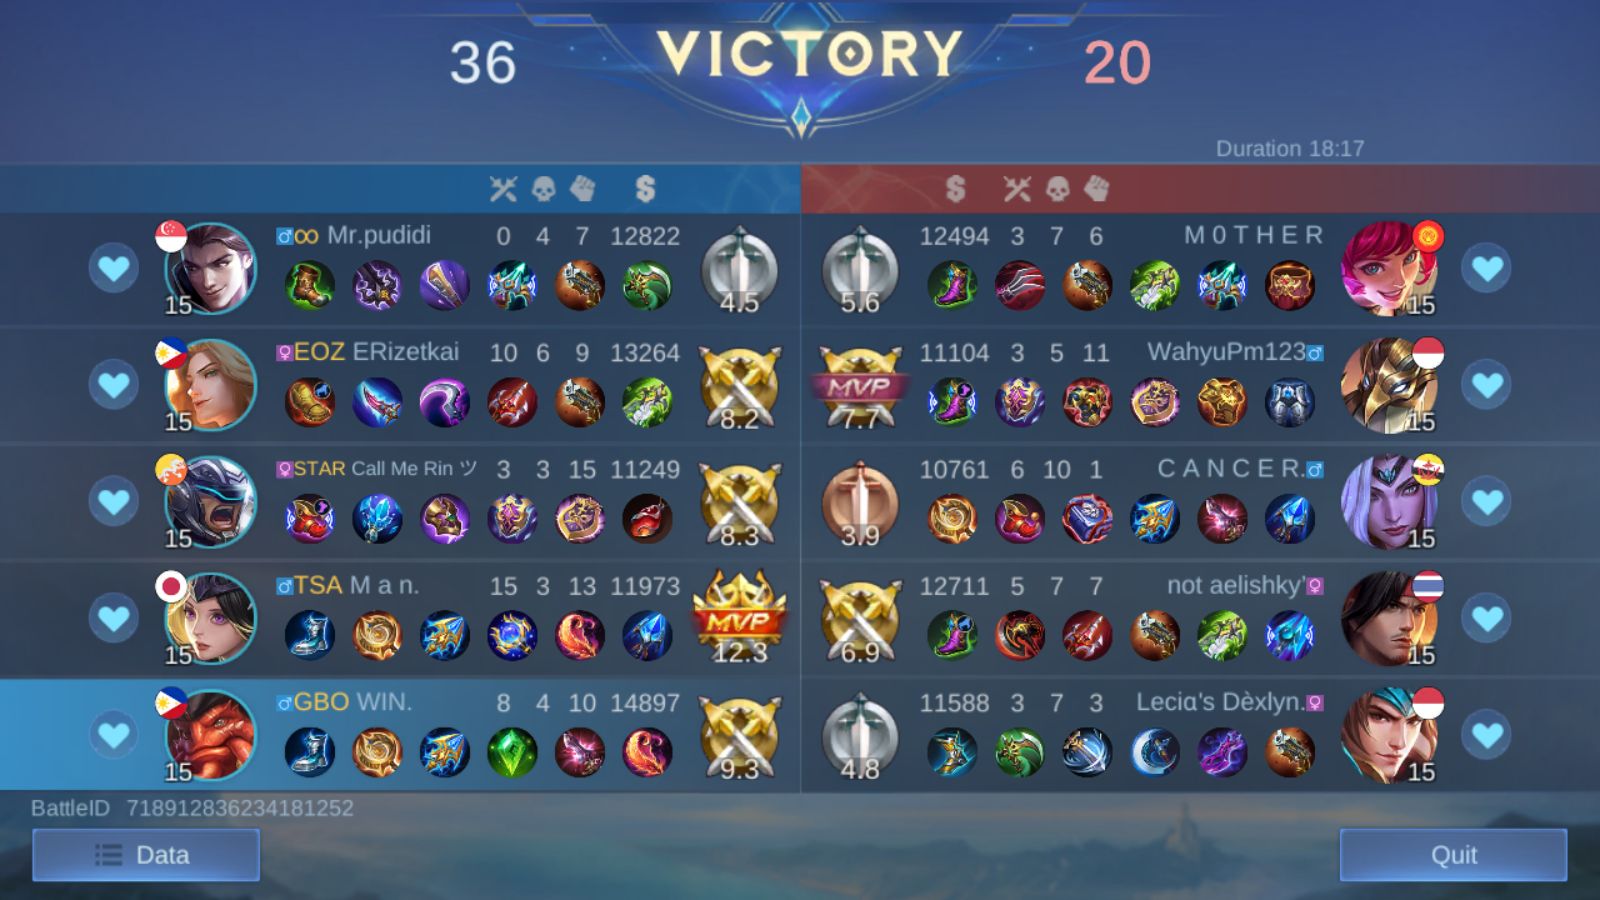 36 VICTORY 20
Duration 18:17
15 ∞ Mr.pudidi 0 4 7 12822 4.5
5.6 12494 3 7 6 M 0 T H E R 15
15 EOZ ERizetkai 10 6 9 13264 8.2
MVP 7.7 11104 3 5 11 WahyuPm123 15
15 STAR Call Me Rin ツ 3 3 15 11249 8.3
3.9 10761 6 10 1 C A N C E R. 15
15 TSA M a n. 15 3 13 11973 MVP 12.3
6.9 12711 5 7 7 not aelishky' 15
15 GBO WIN. 8 4 10 14897 9.3
4.8 11588 3 7 3 Leciɑ's Dèxlyn. 15
BattleID 718912836234181252
Data
Quit